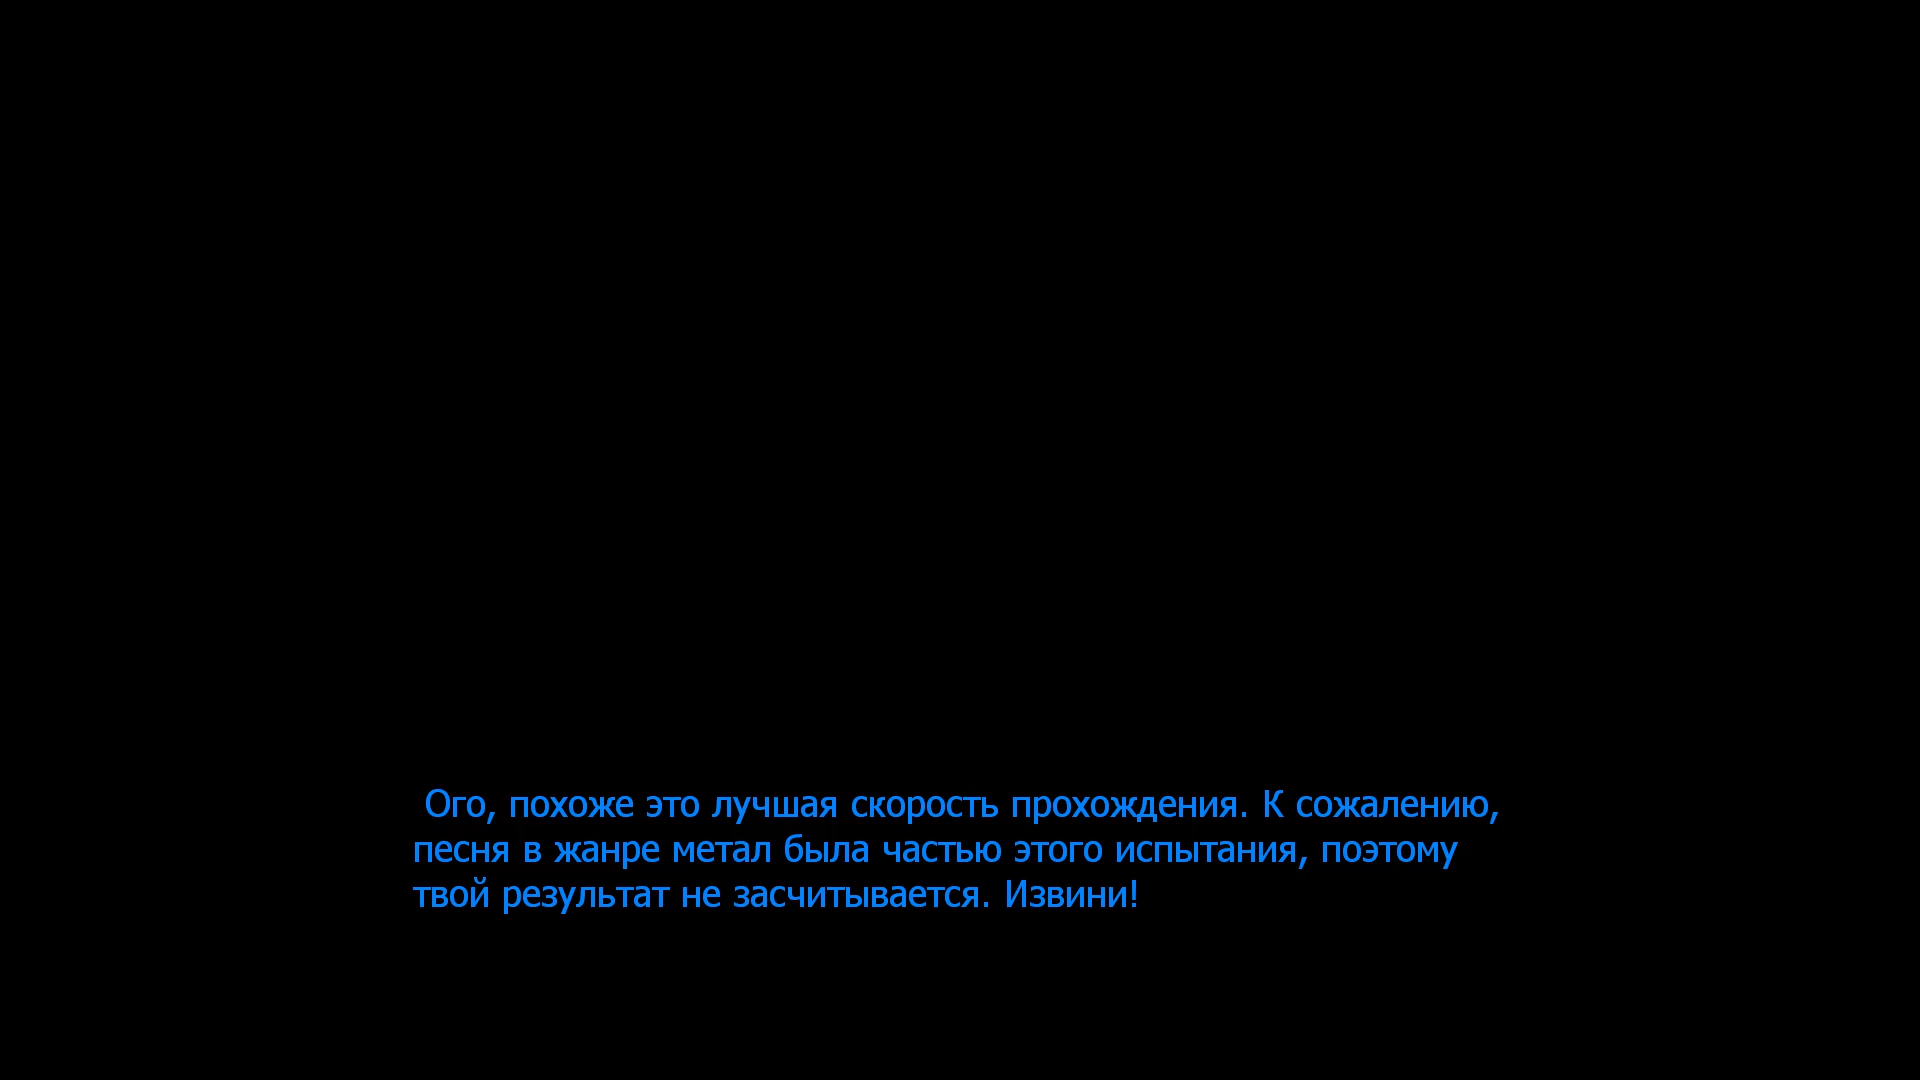 Ого, похоже это лучшая скорость прохождения. К сожалению,
песня в жанре метал была частью этого испытания, поэтому
твой результат не засчитывается. Извини!